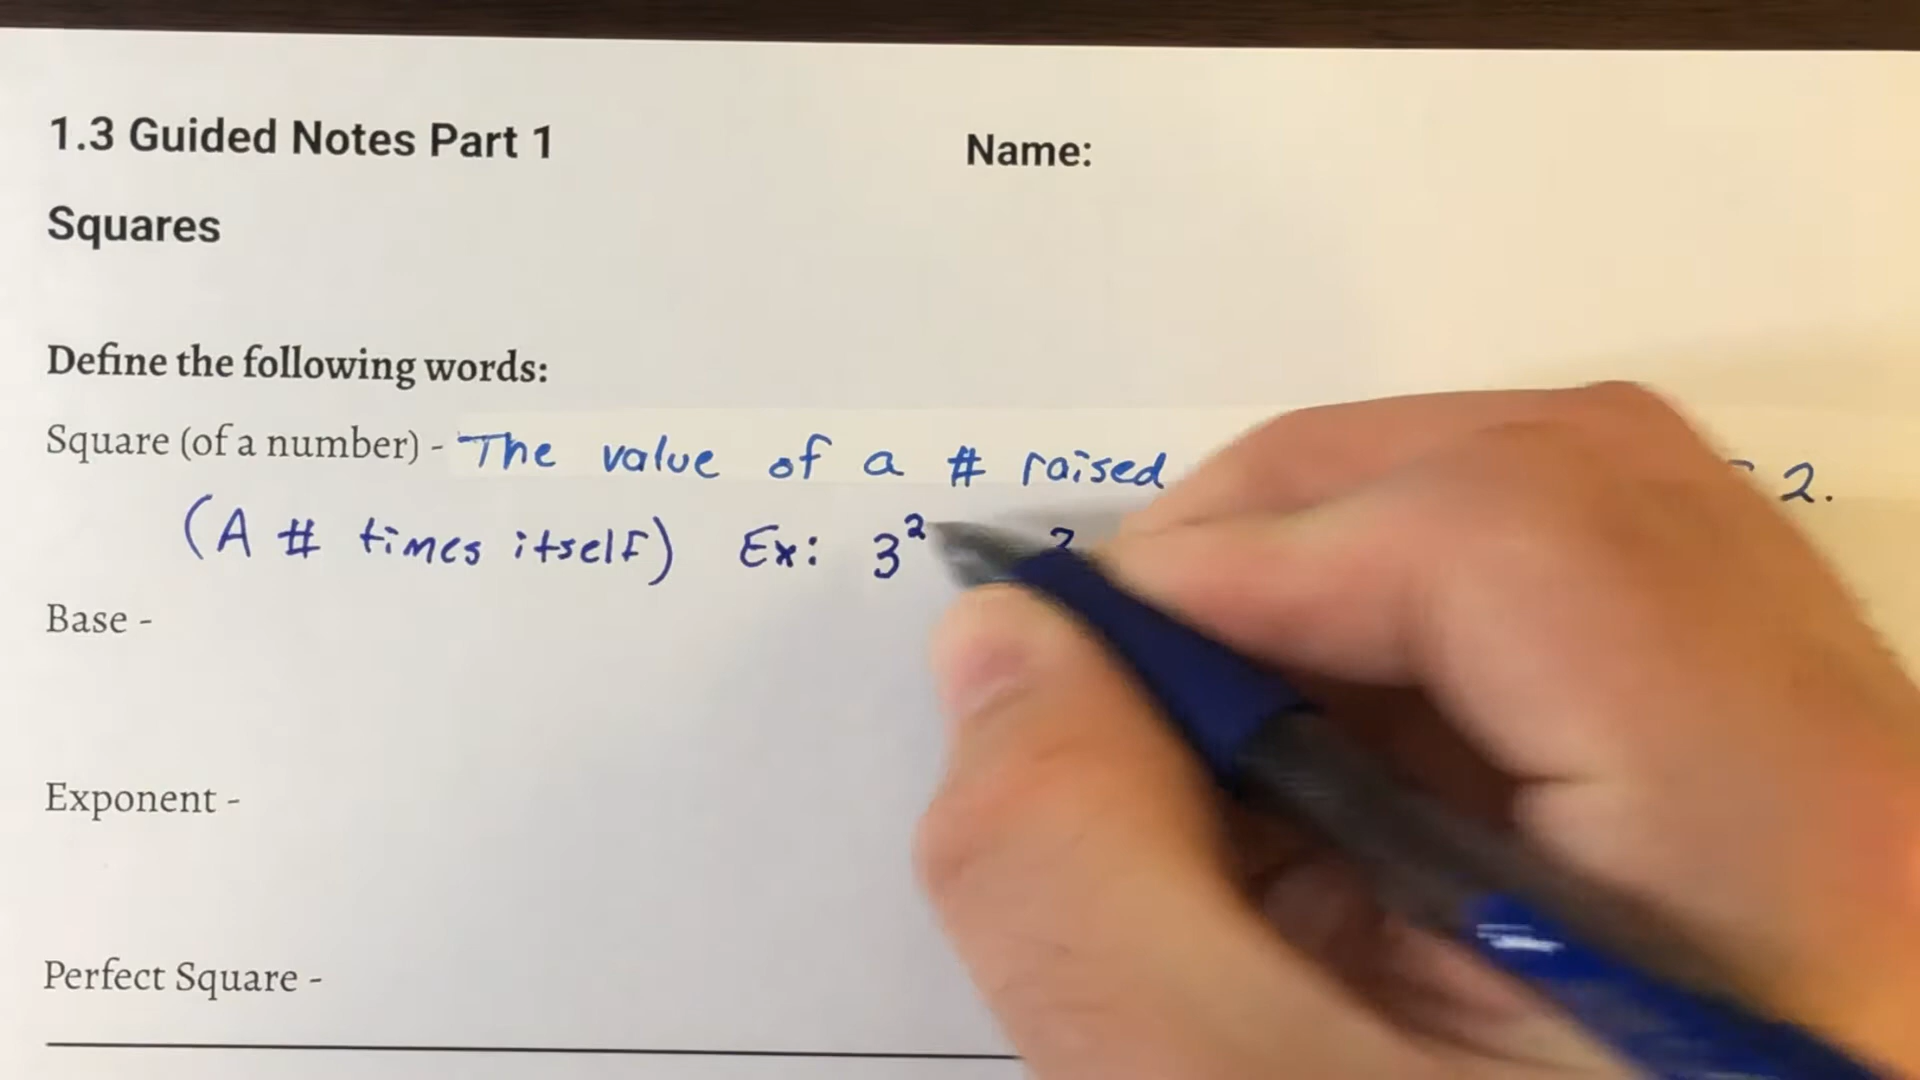 1.3 Guided Notes Part 1
Name:
Squares
Define the following words:
Square (of a number) - The value of a # raised 2.
(A # times itself) Ex: 3²
Base -
Exponent -
Perfect Square -